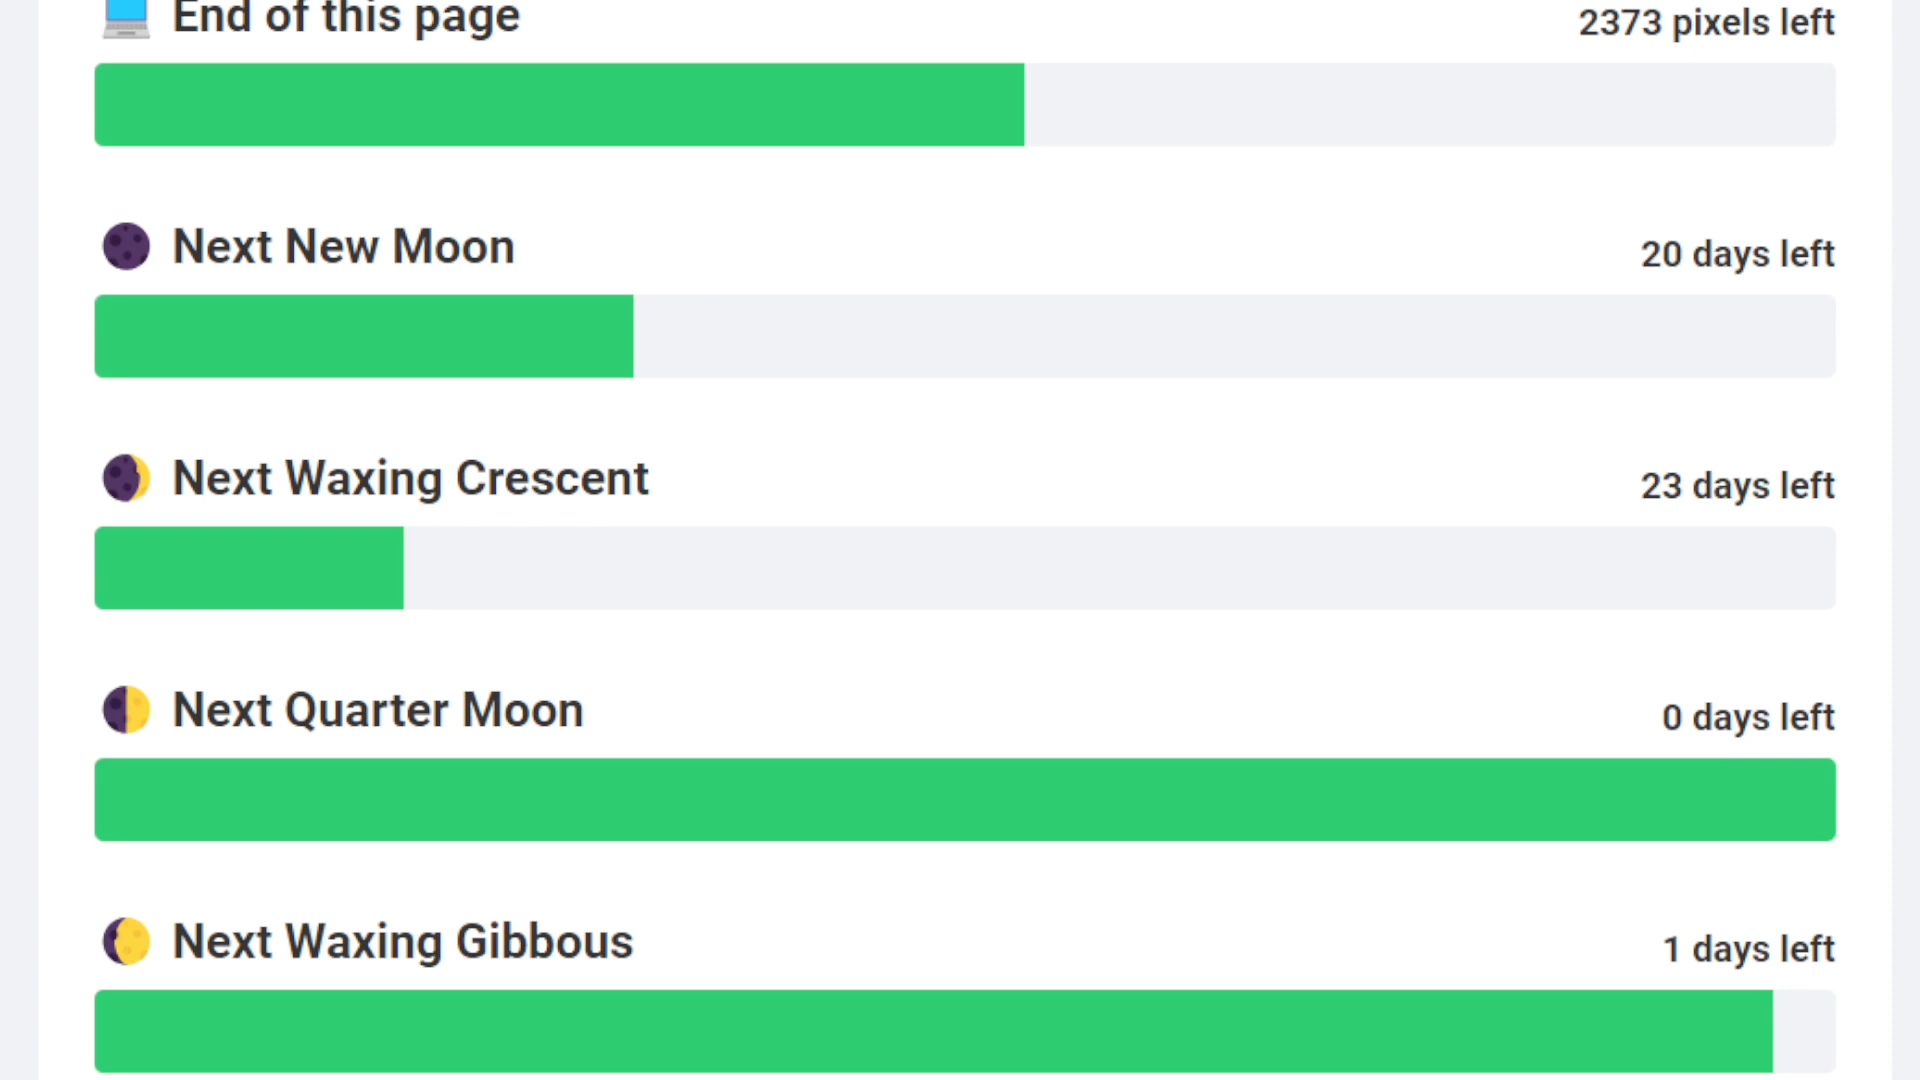 End of this page
2373 pixels left
Next New Moon
20 days left
Next Waxing Crescent
23 days left
Next Quarter Moon
0 days left
Next Waxing Gibbous
1 days left